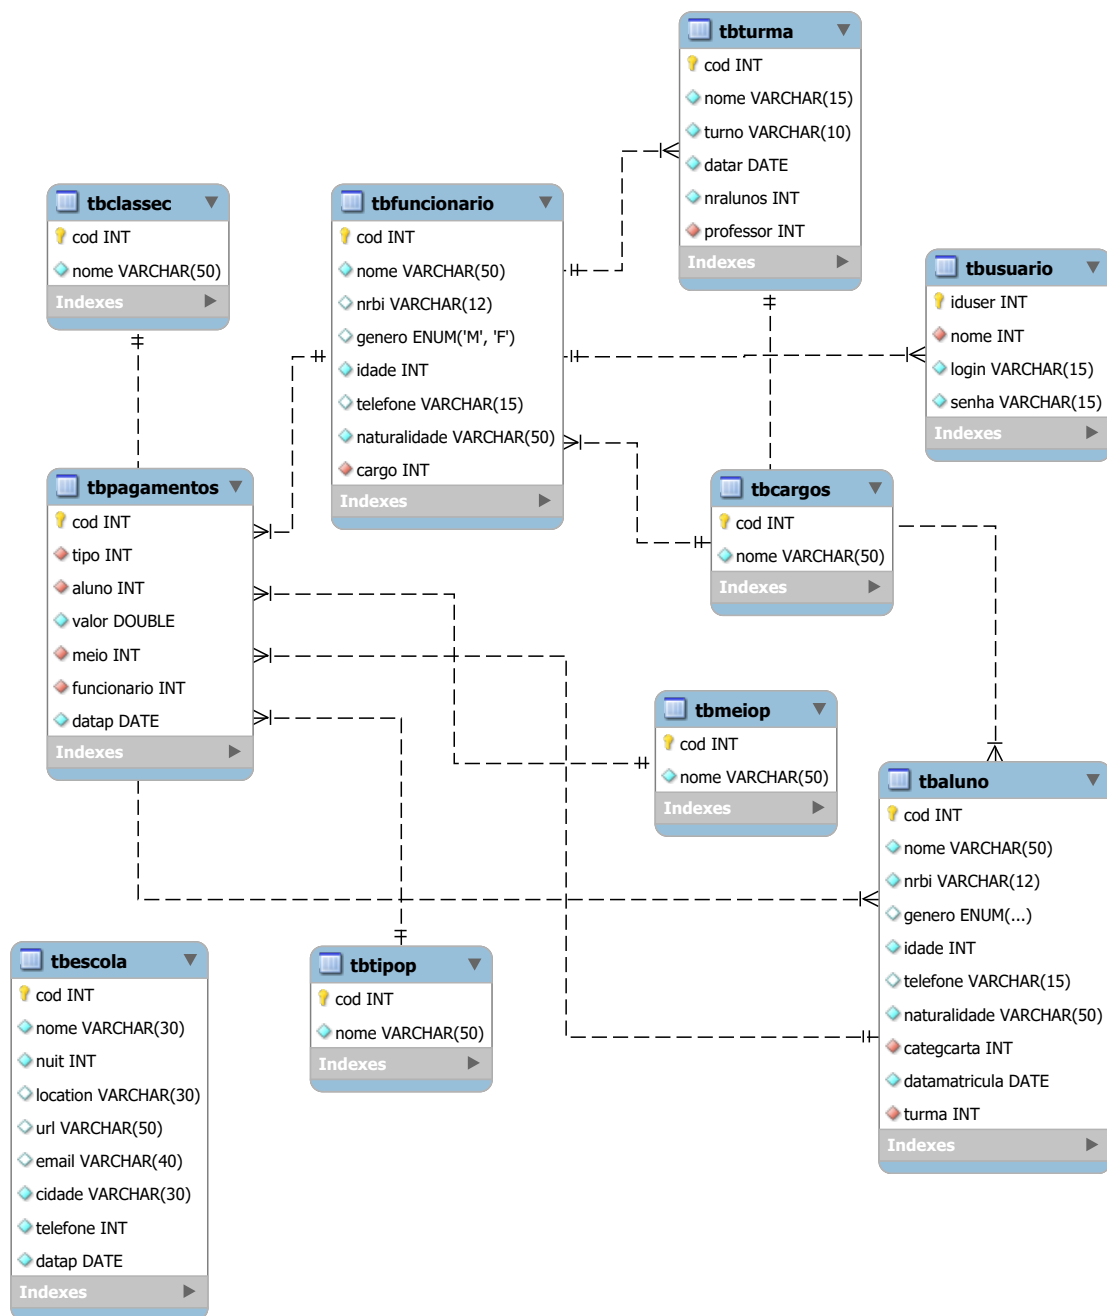 tbturma
cod INT
nome VARCHAR(15)
turno VARCHAR(10)
datar DATE
nralunos INT
professor INT
Indexes
tbclassec
cod INT
nome VARCHAR(50)
Indexes
tbfuncionario
cod INT
nome VARCHAR(50)
nrbi VARCHAR(12)
genero ENUM('M', 'F')
idade INT
telefone VARCHAR(15)
naturalidade VARCHAR(50)
cargo INT
Indexes
tbusuario
iduser INT
nome INT
login VARCHAR(15)
senha VARCHAR(15)
Indexes
tbpagamentos
cod INT
tipo INT
aluno INT
valor DOUBLE
meio INT
funcionario INT
datap DATE
Indexes
tbcargos
cod INT
nome VARCHAR(50)
Indexes
tbmeiop
cod INT
nome VARCHAR(50)
Indexes
tbaluno
cod INT
nome VARCHAR(50)
nrbi VARCHAR(12)
genero ENUM(...)
idade INT
telefone VARCHAR(15)
naturalidade VARCHAR(50)
categcarta INT
datamatricula DATE
turma INT
Indexes
tbescola
cod INT
nome VARCHAR(30)
nuit INT
location VARCHAR(30)
url VARCHAR(50)
email VARCHAR(40)
cidade VARCHAR(30)
telefone INT
datap DATE
Indexes
tbtipop
cod INT
nome VARCHAR(50)
Indexes